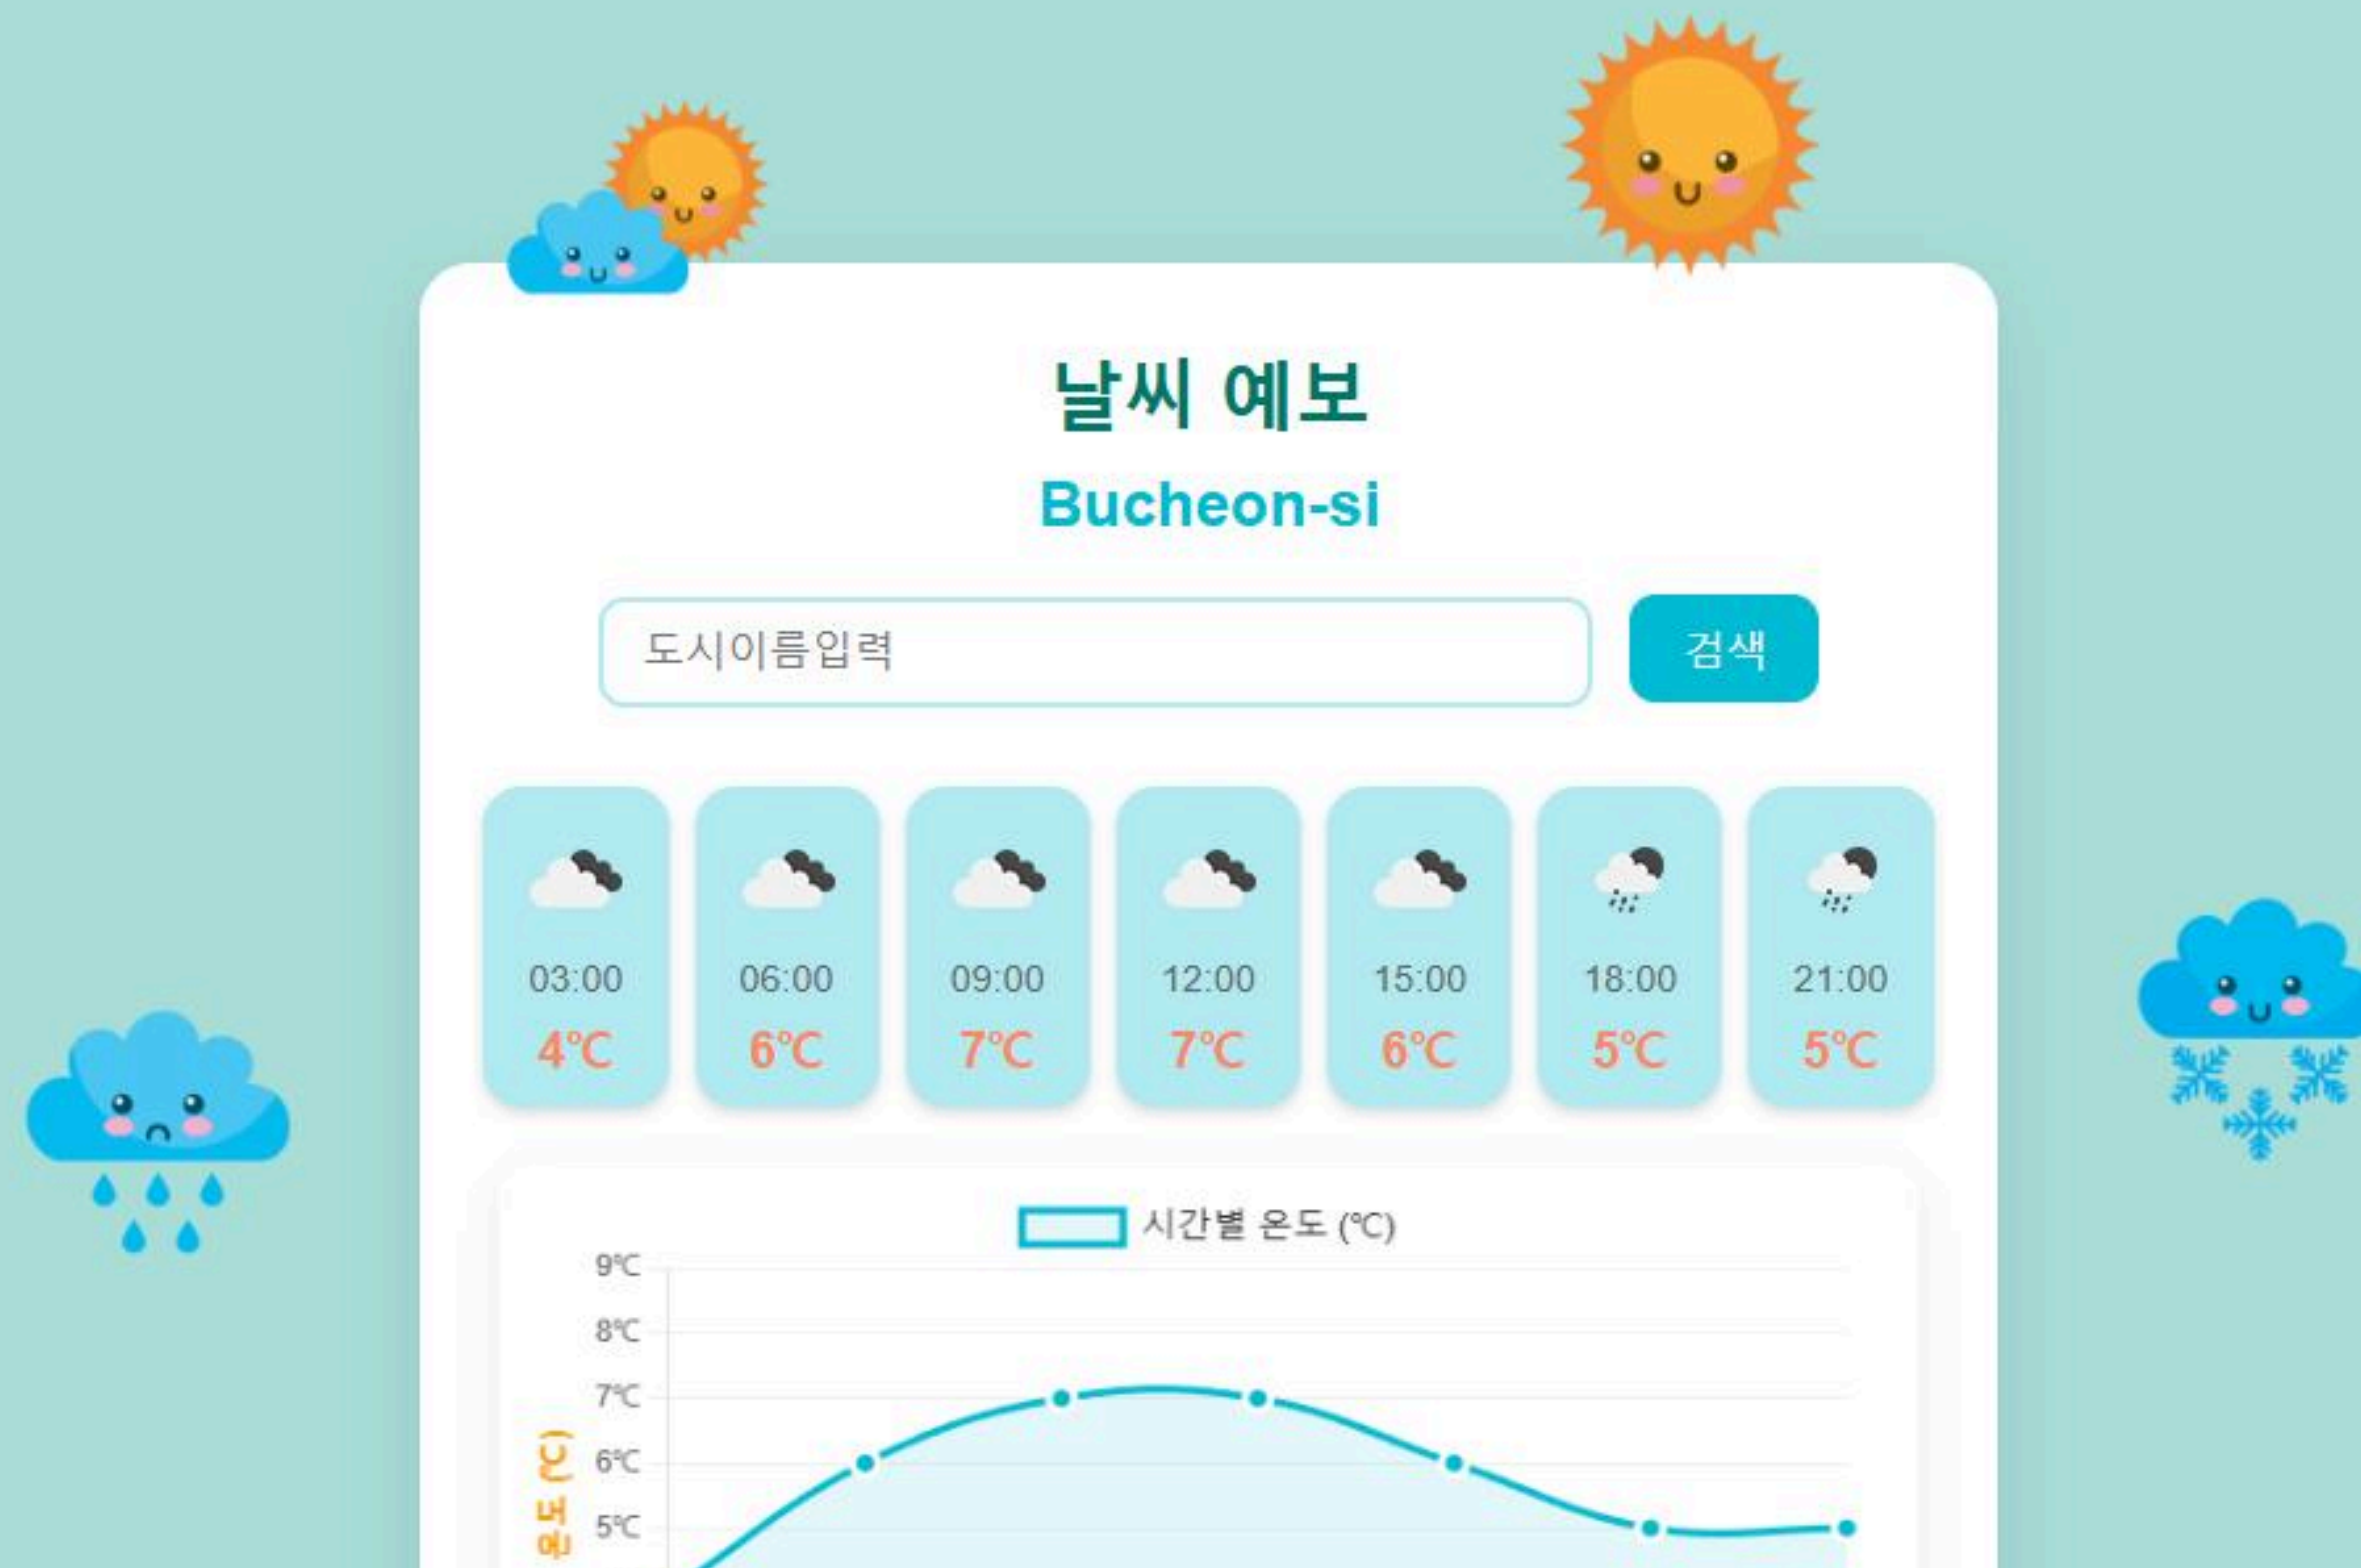 날씨 예보
Bucheon-si
도시이름입력 검색
03:00 06:00 09:00 12:00 15:00 18:00 21:00
4℃ 6℃ 7℃ 7℃ 6℃ 5℃ 5℃
시간별 온도 (℃)
9℃
8℃
7℃
6℃
5℃
온도 (℃)